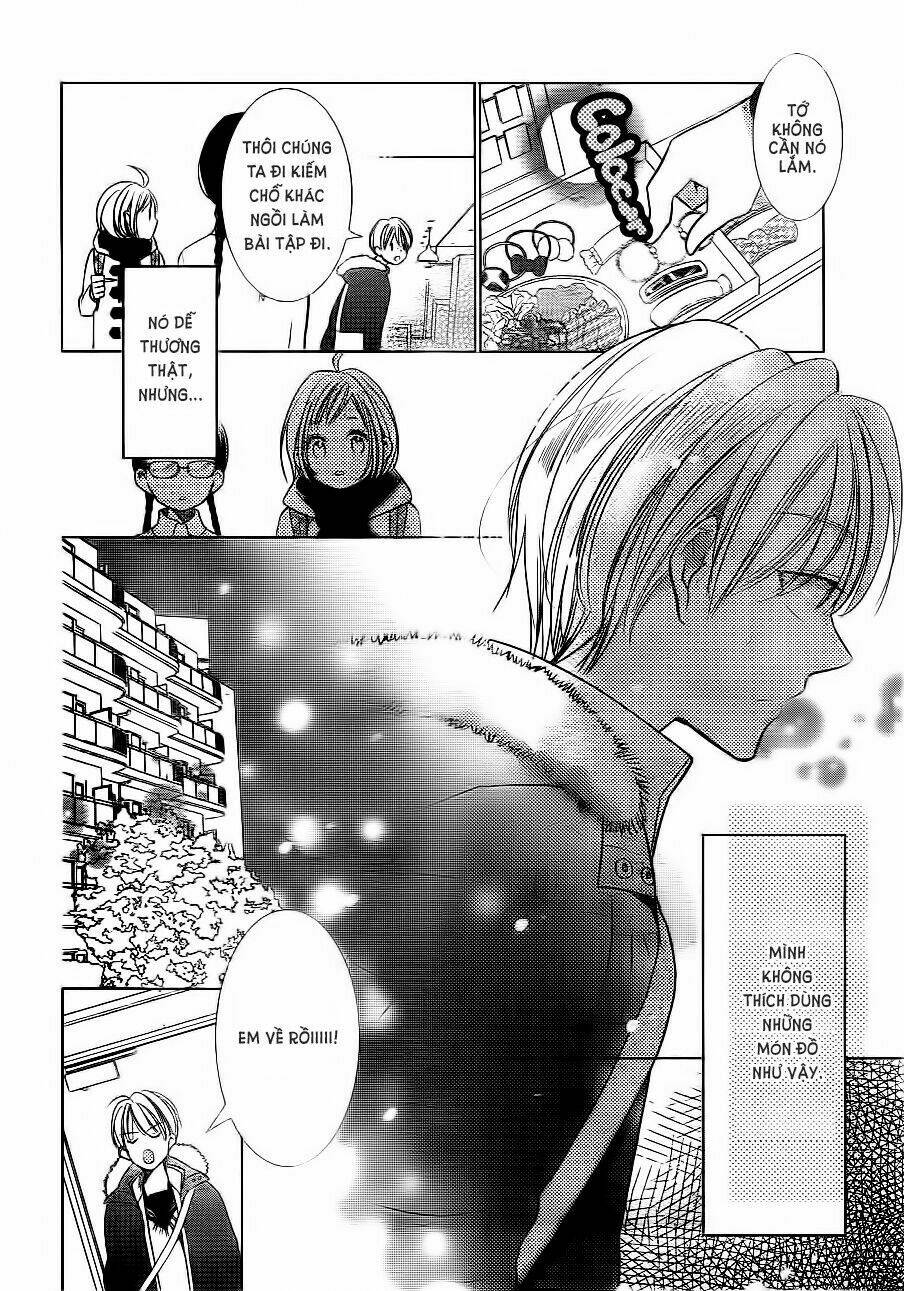 TỚ
KHÔNG
CẦN NÓ
LẮM.
THÔI CHÚNG
TA ĐI KIẾM
CHỖ KHÁC
NGỒI LÀM
BÀI TẬP ĐI.
NÓ DỄ
THƯƠNG
THẬT,
NHƯNG...
MÌNH
KHÔNG
THÍCH DÙNG
NHỮNG
MÓN ĐỒ
NHƯ VẬY.
EM VỀ RỒIIIII!